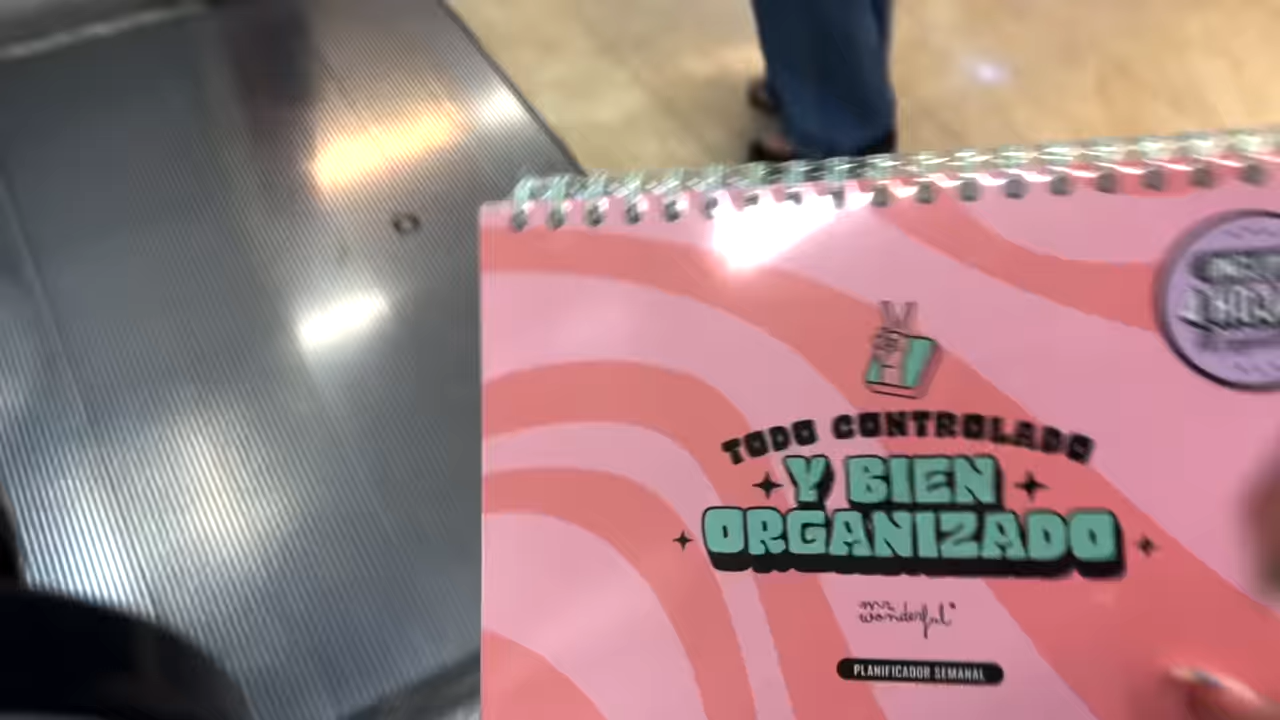 TODO CONTROLADO
Y BIEN
ORGANIZADO
mr.
wonderful*
PLANIFICADOR SEMANAL